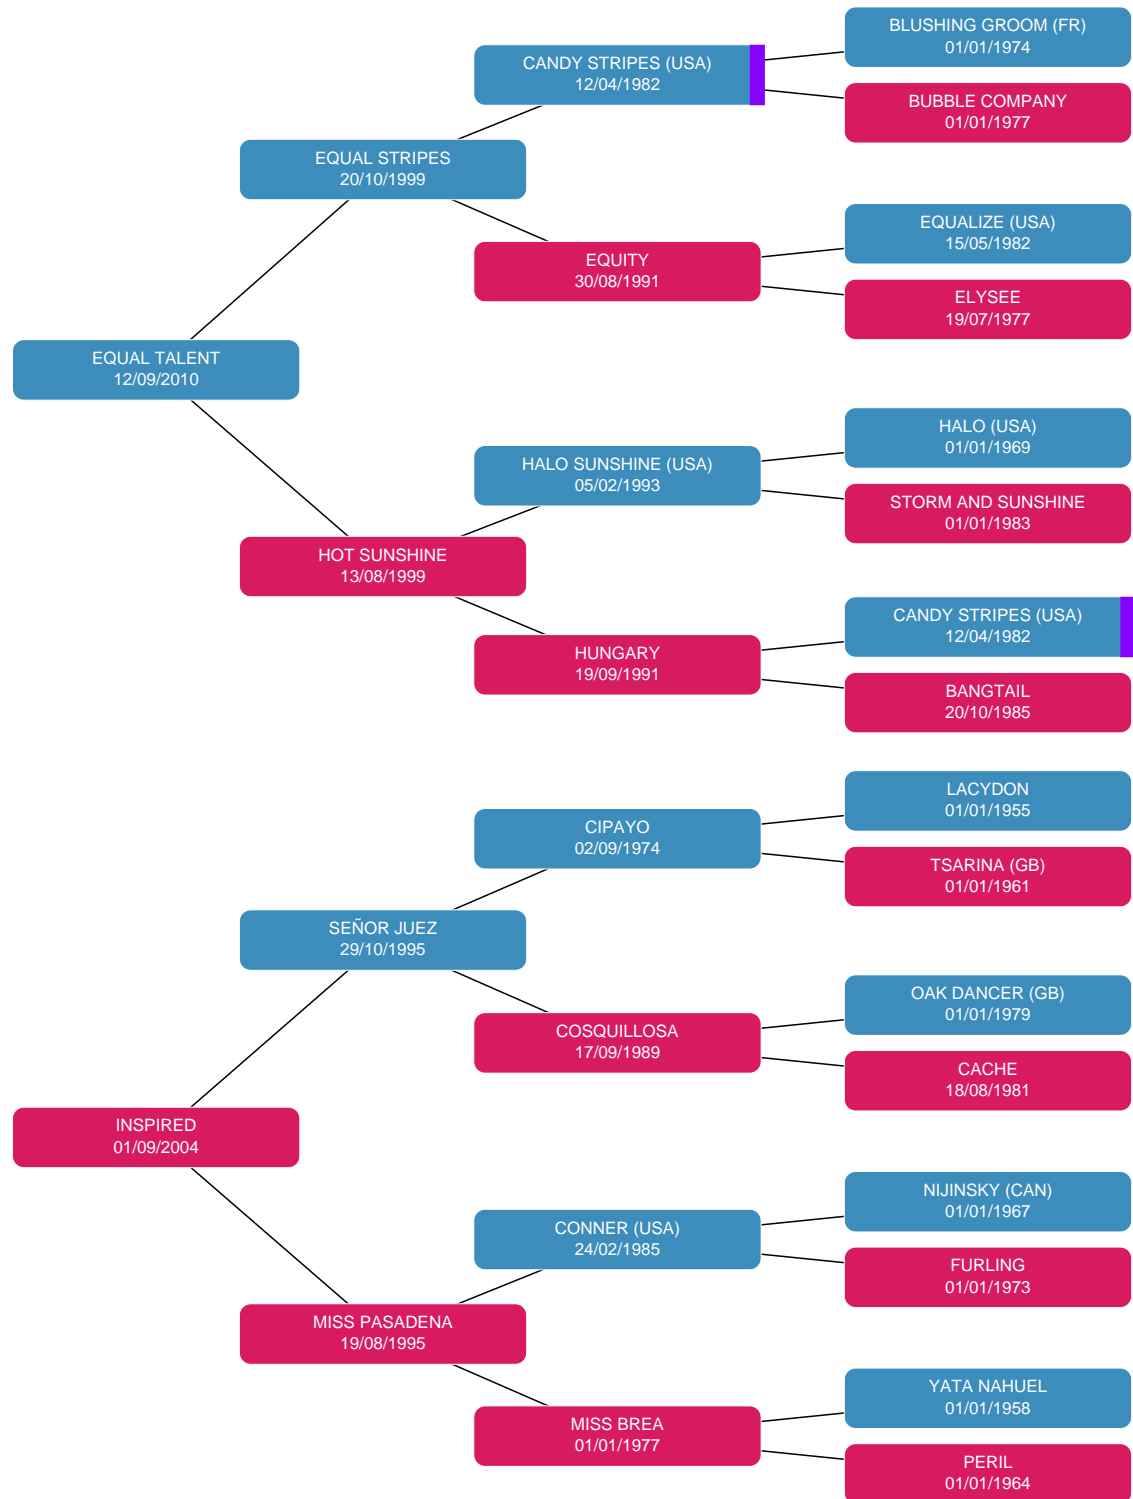 BLUSHING GROOM (FR)
01/01/1974
CANDY STRIPES (USA)
12/04/1982
BUBBLE COMPANY
01/01/1977
EQUAL STRIPES
20/10/1999
EQUALIZE (USA)
15/05/1982
EQUITY
30/08/1991
ELYSEE
19/07/1977
EQUAL TALENT
12/09/2010
HALO (USA)
01/01/1969
HALO SUNSHINE (USA)
05/02/1993
STORM AND SUNSHINE
01/01/1983
HOT SUNSHINE
13/08/1999
CANDY STRIPES (USA)
12/04/1982
HUNGARY
19/09/1991
BANGTAIL
20/10/1985
LACYDON
01/01/1955
CIPAYO
02/09/1974
TSARINA (GB)
01/01/1961
SEÑOR JUEZ
29/10/1995
OAK DANCER (GB)
01/01/1979
COSQUILLOSA
17/09/1989
CACHE
18/08/1981
INSPIRED
01/09/2004
NIJINSKY (CAN)
01/01/1967
CONNER (USA)
24/02/1985
FURLING
01/01/1973
MISS PASADENA
19/08/1995
YATA NAHUEL
01/01/1958
MISS BREA
01/01/1977
PERIL
01/01/1964